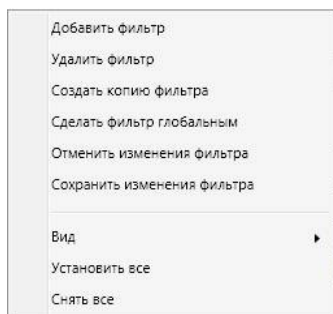 Добавить фильтр
Удалить фильтр
Создать копию фильтра
Сделать фильтр глобальным
Отменить изменения фильтра
Сохранить изменения фильтра
Вид
Установить все
Снять все